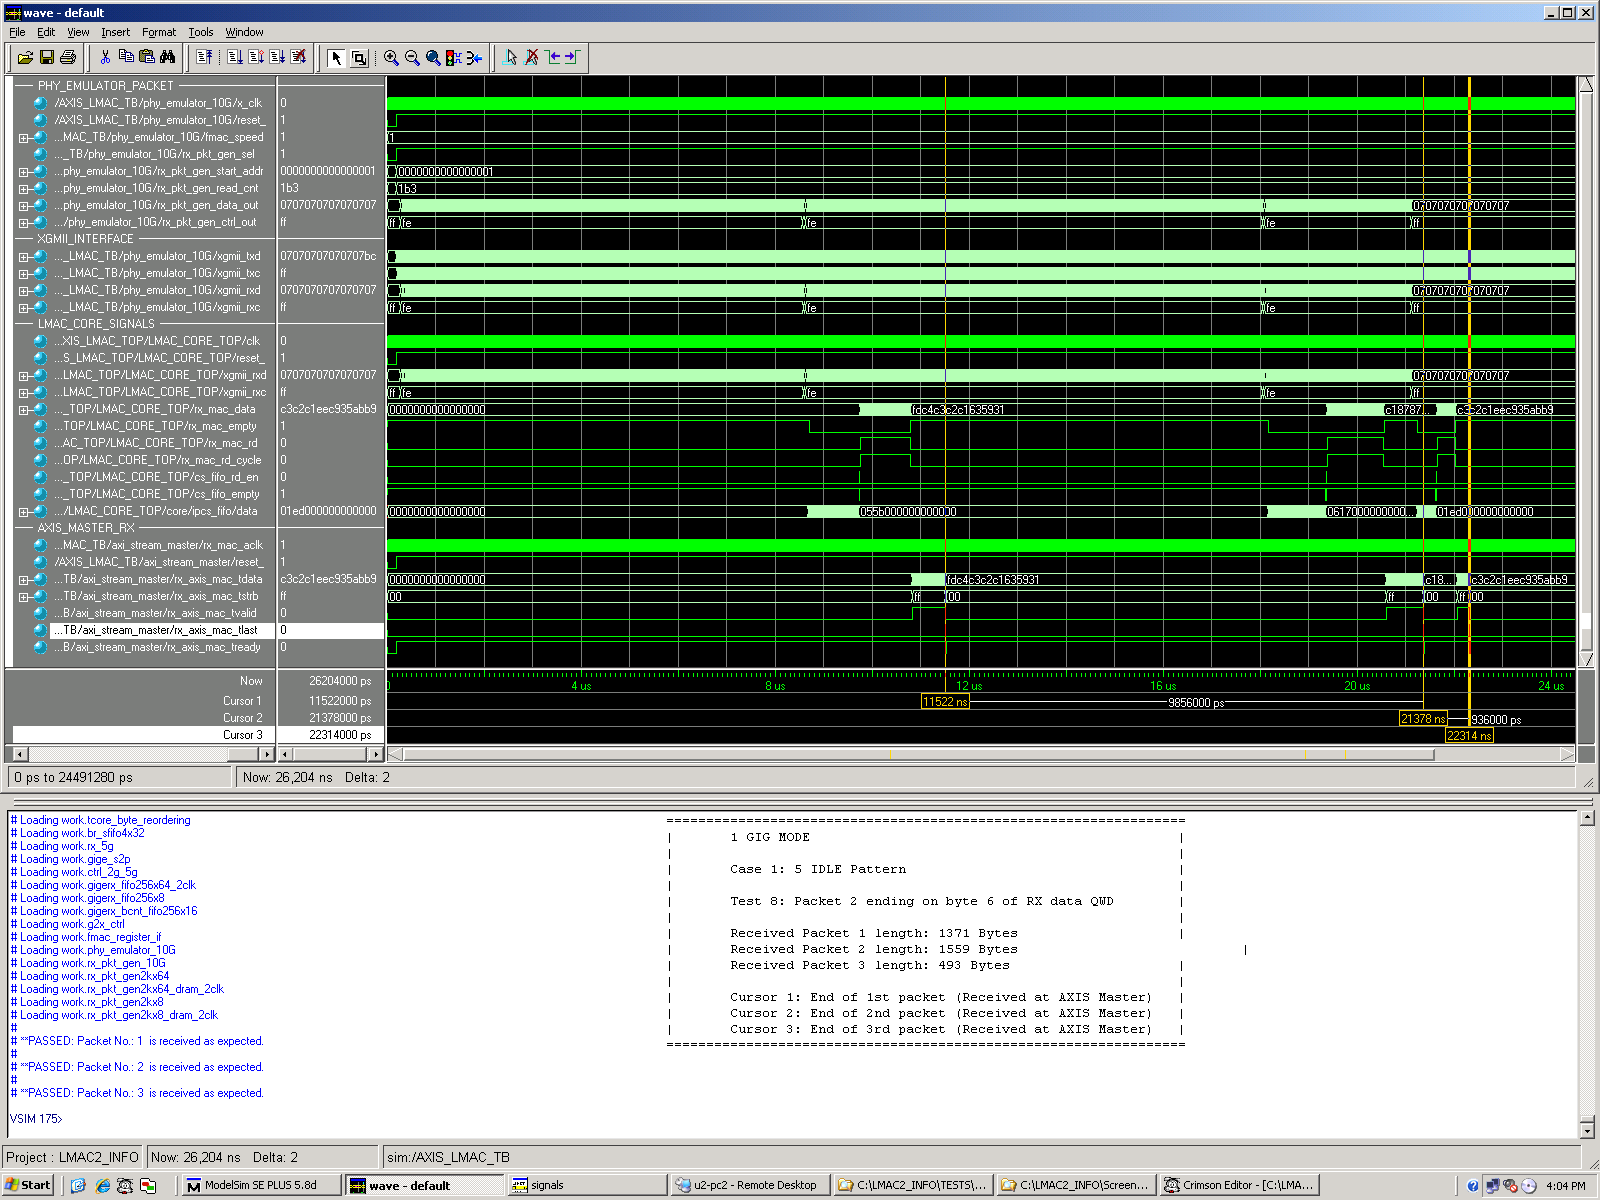 wave - default
File Edit View Insert Format Tools Window
PHY_EMULATOR_PACKET
/AXIS_LMAC_TB/phy_emulator_10G/x_clk 0
/AXIS_LMAC_TB/phy_emulator_10G/reset_ 1
...MAC_TB/phy_emulator_10G/fmac_speed 1 1
..._TB/phy_emulator_10G/rx_pkt_gen_sel 1
...phy_emulator_10G/rx_pkt_gen_start_addr 0000000000000001 0000000000000001
...phy_emulator_10G/rx_pkt_gen_read_cnt 1b3 1b3
...phy_emulator_10G/rx_pkt_gen_data_out 0707070707070707 0707070707070707
.../phy_emulator_10G/rx_pkt_gen_ctrl_out ff ff fe fe fe ff
XGMII_INTERFACE
..._LMAC_TB/phy_emulator_10G/xgmii_txd 07070707070707bc
..._LMAC_TB/phy_emulator_10G/xgmii_txc ff
..._LMAC_TB/phy_emulator_10G/xgmii_rxd 0707070707070707 0707070707070707
..._LMAC_TB/phy_emulator_10G/xgmii_rxc ff ff fe fe fe ff
LMAC_CORE_SIGNALS
...XIS_LMAC_TOP/LMAC_CORE_TOP/clk 0
...S_LMAC_TOP/LMAC_CORE_TOP/reset_ 1
...LMAC_TOP/LMAC_CORE_TOP/xgmii_rxd 0707070707070707 0707070707070707
...LMAC_TOP/LMAC_CORE_TOP/xgmii_rxc ff ff fe fe fe ff
..._TOP/LMAC_CORE_TOP/rx_mac_data c3c2c1eec935abb9 0000000000000000 fdc4c3c2c1635931 c18787... c3c2c1eec935abb9
...TOP/LMAC_CORE_TOP/rx_mac_empty 1
...AC_TOP/LMAC_CORE_TOP/rx_mac_rd 0
...OP/LMAC_CORE_TOP/rx_mac_rd_cycle 0
..._TOP/LMAC_CORE_TOP/cs_fifo_rd_en 0
..._TOP/LMAC_CORE_TOP/cs_fifo_empty 1
.../LMAC_CORE_TOP/core/ipcs_fifo/data 01ed000000000000 0000000000000000 055b000000000000 0617000000000... 01ed000000000000
AXIS_MASTER_RX
...MAC_TB/axi_stream_master/rx_mac_aclk 1
/AXIS_LMAC_TB/axi_stream_master/reset_ 1
...TB/axi_stream_master/rx_axis_mac_tdata c3c2c1eec935abb9 0000000000000000 fdc4c3c2c1635931 c18... c3c2c1eec935abb9
...TB/axi_stream_master/rx_axis_mac_tstrb ff 00 ff 00 ff 00 ff 00
...B/axi_stream_master/rx_axis_mac_tvalid 0
...TB/axi_stream_master/rx_axis_mac_tlast 0
...B/axi_stream_master/rx_axis_mac_tready 0
Now 26204000 ps 0 4 us 8 us 12 us 16 us 20 us 24 us
Cursor 1 11522000 ps 11522 ns 9856000 ps
Cursor 2 21378000 ps 21378 ns 936000 ps
Cursor 3 22314000 ps 22314 ns
0 ps to 24491280 ps Now: 26,204 ns Delta: 2
# Loading work.tcore_byte_reordering
# Loading work.br_sfifo4x32
# Loading work.rx_5g
# Loading work.gige_s2p
# Loading work.ctrl_2g_5g
# Loading work.gigerx_fifo256x64_2clk
# Loading work.gigerx_fifo256x8
# Loading work.gigerx_bcnt_fifo256x16
# Loading work.g2x_ctrl
# Loading work.fmac_register_if
# Loading work.phy_emulator_10G
# Loading work.rx_pkt_gen_10G
# Loading work.rx_pkt_gen2kx64
# Loading work.rx_pkt_gen2kx64_dram_2clk
# Loading work.rx_pkt_gen2kx8
# Loading work.rx_pkt_gen2kx8_dram_2clk
#
# **PASSED: Packet No.: 1 is received as expected.
#
# **PASSED: Packet No.: 2 is received as expected.
#
# **PASSED: Packet No.: 3 is received as expected.
VSIM 175>
=================================================================
| 1 GIG MODE |
| |
| Case 1: 5 IDLE Pattern |
| |
| Test 8: Packet 2 ending on byte 6 of RX data QWD |
| |
| Received Packet 1 length: 1371 Bytes |
| Received Packet 2 length: 1559 Bytes |
| Received Packet 3 length: 493 Bytes |
| |
| Cursor 1: End of 1st packet (Received at AXIS Master) |
| Cursor 2: End of 2nd packet (Received at AXIS Master) |
| Cursor 3: End of 3rd packet (Received at AXIS Master) |
=================================================================
Project : LMAC2_INFO Now: 26,204 ns Delta: 2 sim:/AXIS_LMAC_TB
Start ModelSim SE PLUS 5.8d wave - default signals u2-pc2 - Remote Desktop C:\LMAC2_INFO\TESTS\... C:\LMAC2_INFO\Screen... Crimson Editor - [C:\LMA... 4:04 PM